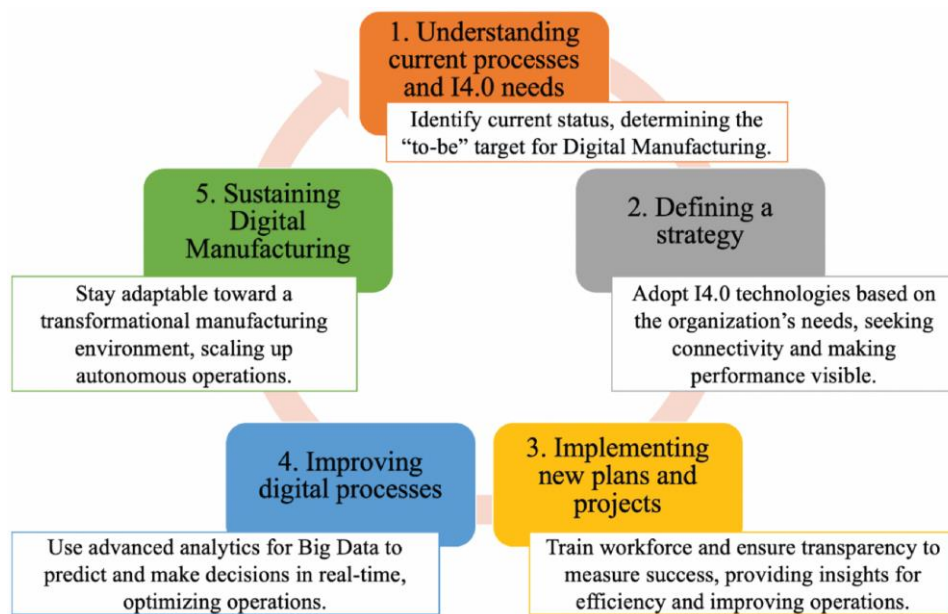 1. Understanding
current processes
and I4.0 needs
Identify current status, determining the
“to-be” target for Digital Manufacturing.
2. Defining a
strategy
Adopt I4.0 technologies based on
the organization’s needs, seeking
connectivity and making
performance visible.
3. Implementing
new plans and
projects
Train workforce and ensure transparency to
measure success, providing insights for
efficiency and improving operations.
4. Improving
digital processes
Use advanced analytics for Big Data to
predict and make decisions in real-time,
optimizing operations.
5. Sustaining
Digital
Manufacturing
Stay adaptable toward a
transformational manufacturing
environment, scaling up
autonomous operations.